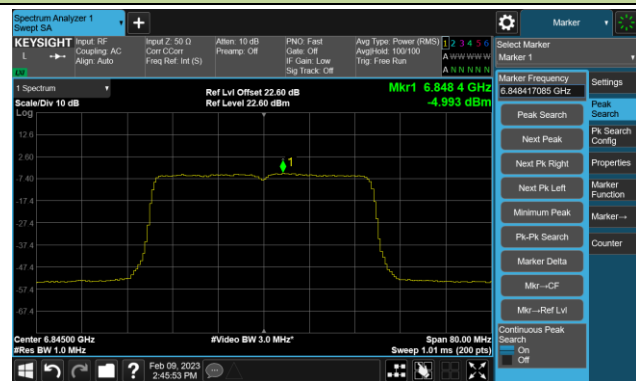 Spectrum Analyzer 1
Swept SA
+
Marker
KEYSIGHT
L
Input: RF
Coupling: AC
Align: Auto
Input Z: 50 Ω
Corr CCorr
Freq Ref: Int (S)
Atten: 10 dB
Preamp: Off
PNO: Fast
Gate: Off
IF Gain: Low
Sig Track: Off
Avg Type: Power (RMS)
Avg|Hold: 100/100
Trig: Free Run
1 2 3 4 5 6
A W W W W W
A N N N N N
Select Marker
Marker 1
LW
1 Spectrum
Scale/Div 10 dB
Log
Ref Lvl Offset 22.60 dB
Ref Level 22.60 dBm
Mkr1 6.848 4 GHz
-4.993 dBm
Marker Frequency
6.848417085 GHz
Settings
Peak Search
Next Peak
Next Pk Right
Next Pk Left
Minimum Peak
Pk-Pk Search
Marker Delta
Mkr→CF
Mkr→Ref Lvl
Continuous Peak
Search
On
Off
Peak
Search
Pk Search
Config
Properties
Marker
Function
Marker→
Counter
12.6
2.60
-7.40
-17.4
-27.4
-37.4
-47.4
-57.4
-67.4
1
Center 6.84500 GHz
#Res BW 1.0 MHz
#Video BW 3.0 MHz*
Span 80.00 MHz
Sweep 1.01 ms (200 pts)
?
Feb 09, 2023
2:45:53 PM